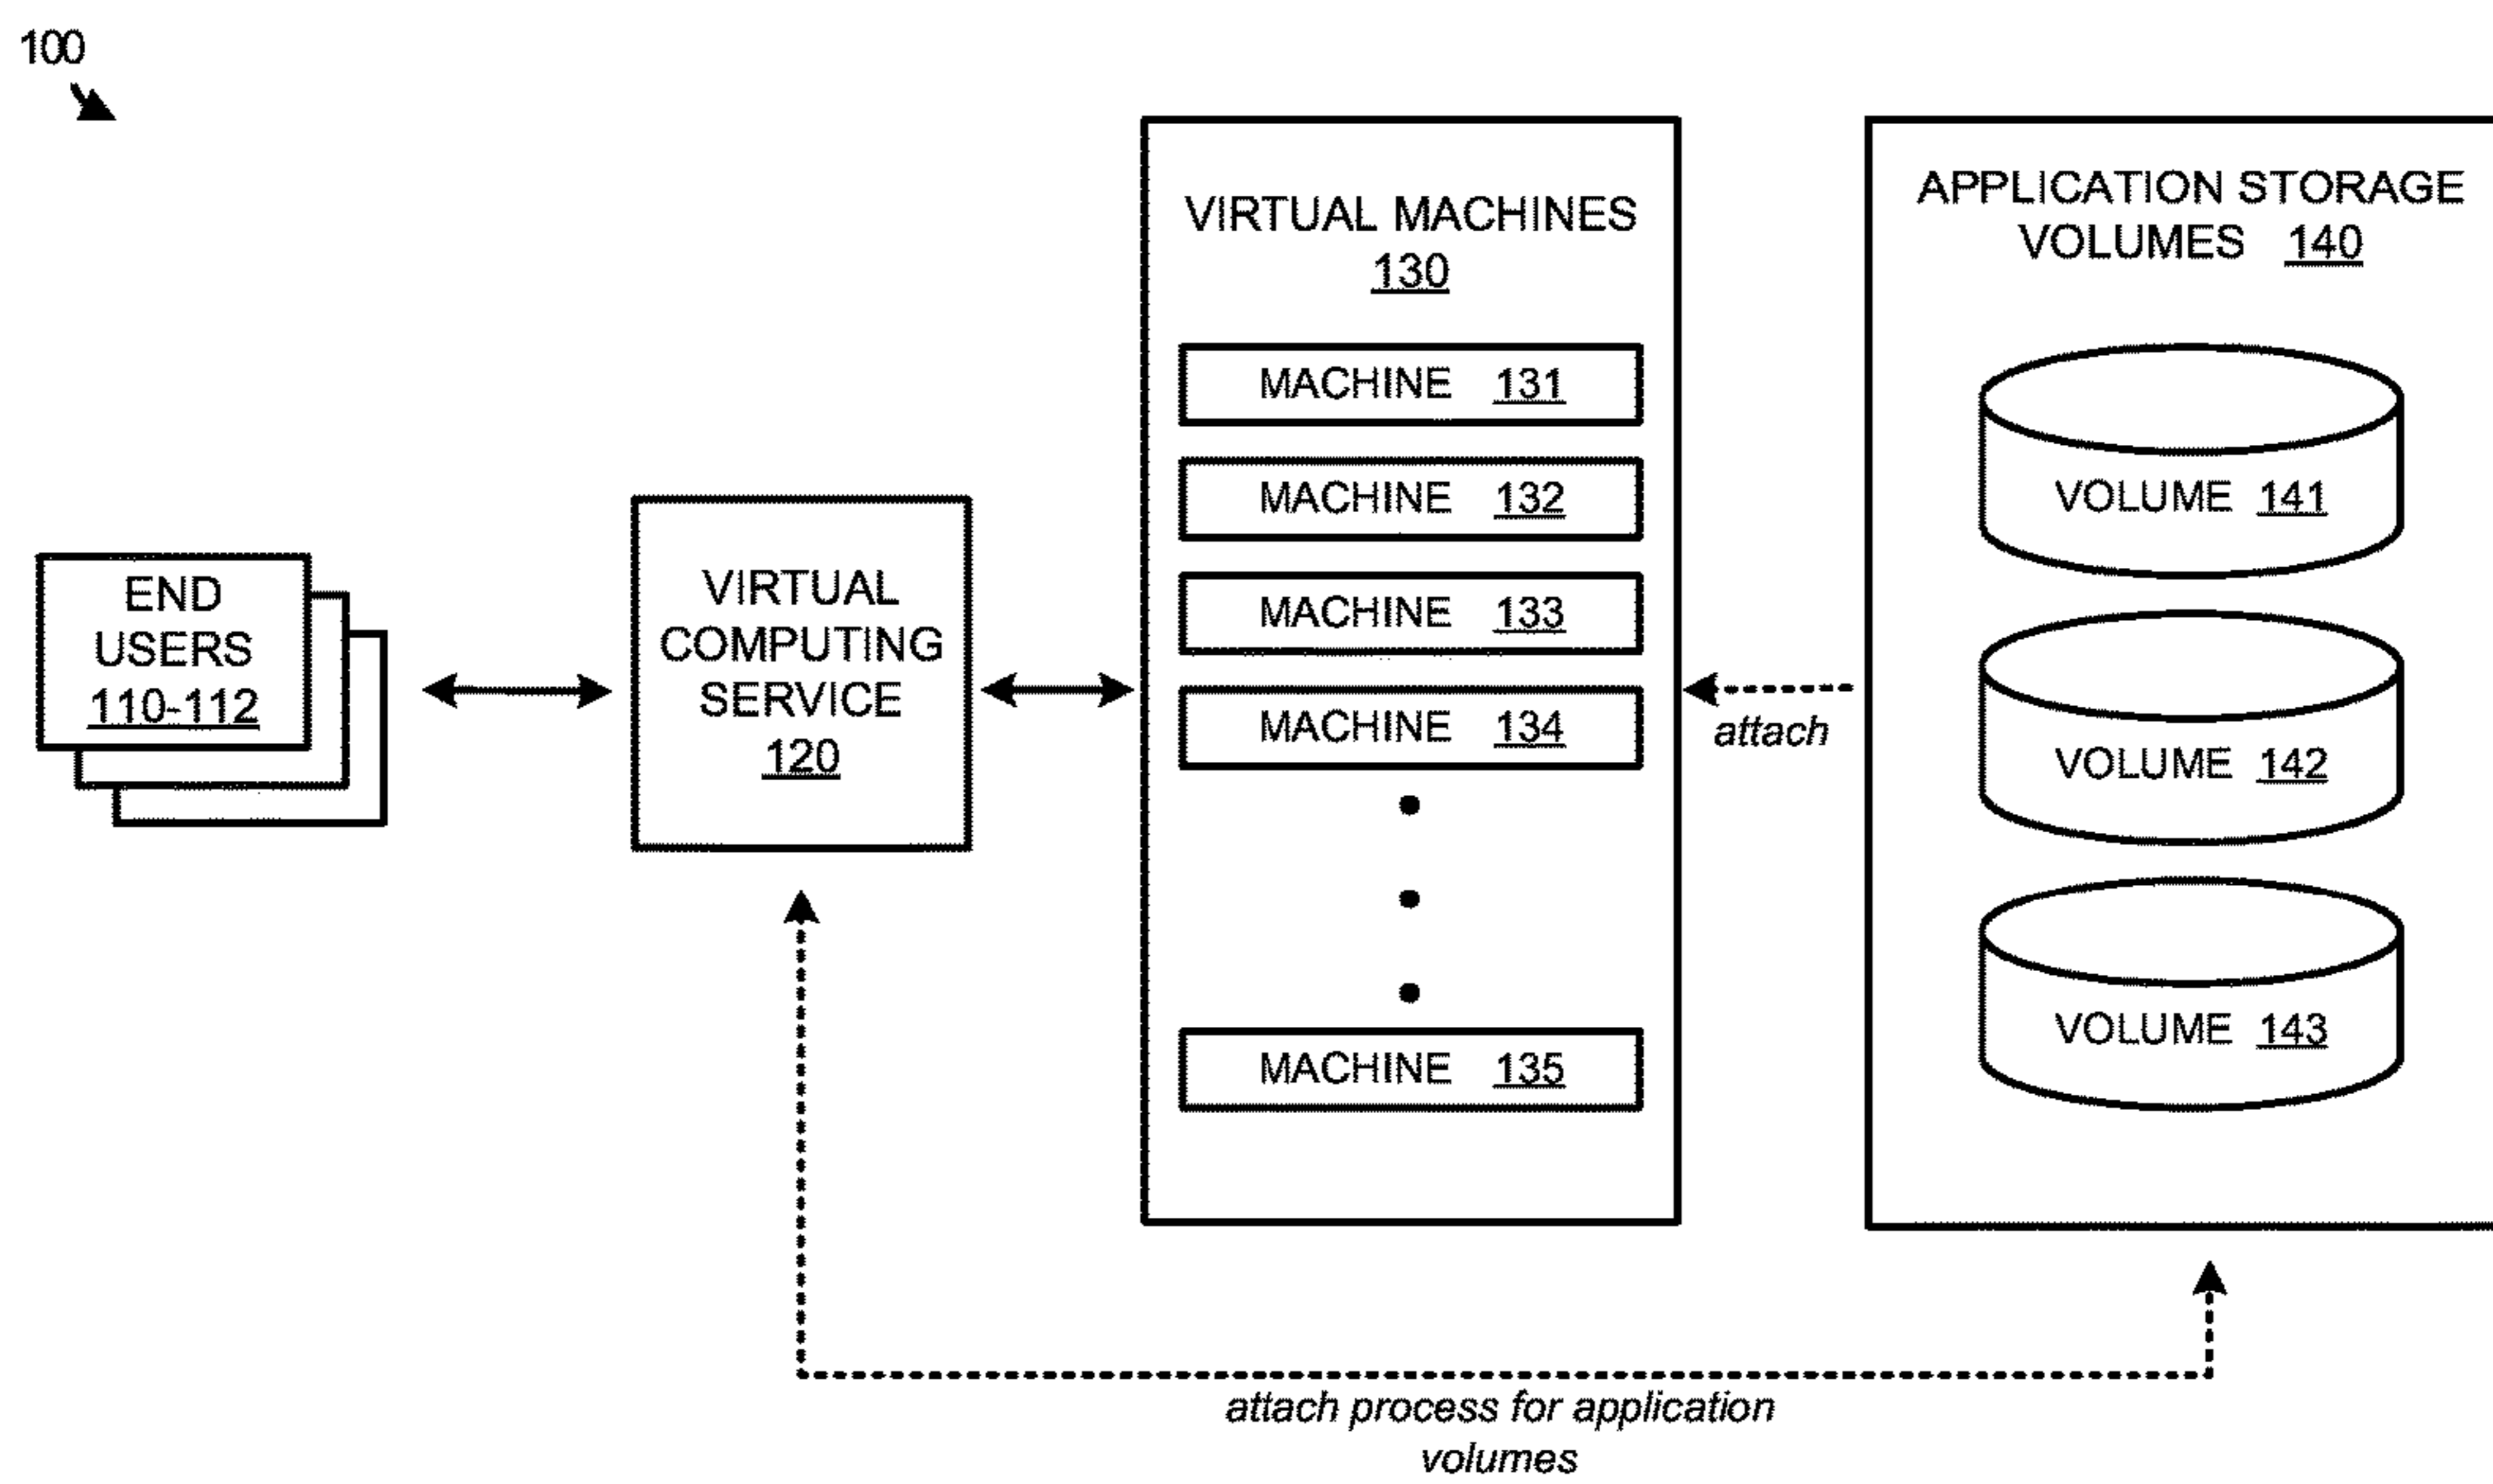 100
END
USERS
110-112
VIRTUAL
COMPUTING
SERVICE
120
VIRTUAL MACHINES
130
MACHINE 131
MACHINE 132
MACHINE 133
MACHINE 134
MACHINE 135
attach
APPLICATION STORAGE
VOLUMES 140
VOLUME 141
VOLUME 142
VOLUME 143
attach process for application
volumes